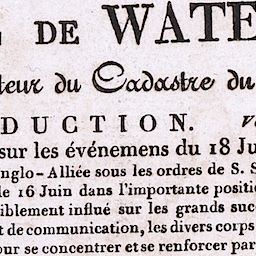 DE WATE
teur du Cadastre du
DUCTION.
sur les événemens du 18 Ju
nglo-Alliée sous les ordres de S.
le 16 Juin dans l'importante positi
iblement influé sur les grands suc
t de communication, les divers corps
our se concentrer et se renforcer par